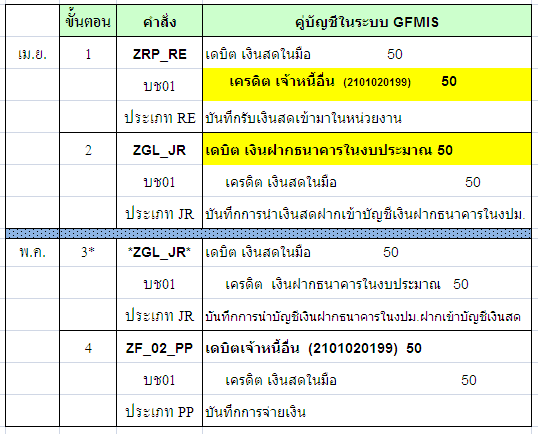 ขั้นตอน คำสั่ง คู่บัญชีในระบบ GFMIS
เม.ย. 1 ZRP_RE เดบิต เงินสดในมือ 50
บช01 เครดิต เจ้าหนี้อื่น (2101020199) 50
ประเภท RE บันทึกรับเงินสดเข้ามาในหน่วยงาน
2 ZGL_JR เดบิต เงินฝากธนาคารในงบประมาณ 50
บช01 เครดิต เงินสดในมือ 50
ประเภท JR บันทึกการนำเงินสดฝากเข้าบัญชีเงินฝากธนาคารในงปม.
พ.ค. 3* *ZGL_JR* เดบิต เงินสดในมือ 50
บช01 เครดิต เงินฝากธนาคารในงบประมาณ 50
ประเภท JR บันทึกการนำบัญชีเงินฝากธนาคารในงปม.ฝากเข้าบัญชีเงินสด
4 ZF_02_PP เดบิตเจ้าหนี้อื่น (2101020199) 50
บช01 เครดิต เงินสดในมือ 50
ประเภท PP บันทึกการจ่ายเงิน